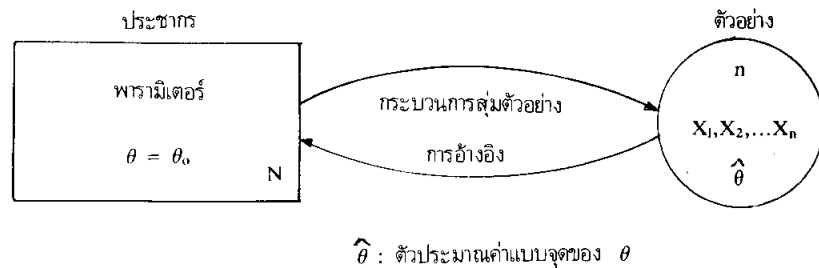 ประชากร
ตัวอย่าง
พารามิเตอร์
θ = θ₀
N
กระบวนการสุ่มตัวอย่าง
การอ้างอิง
n
X₁,X₂,...Xₙ
θ̂
θ̂ : ตัวประมาณค่าแบบจุดของ θ